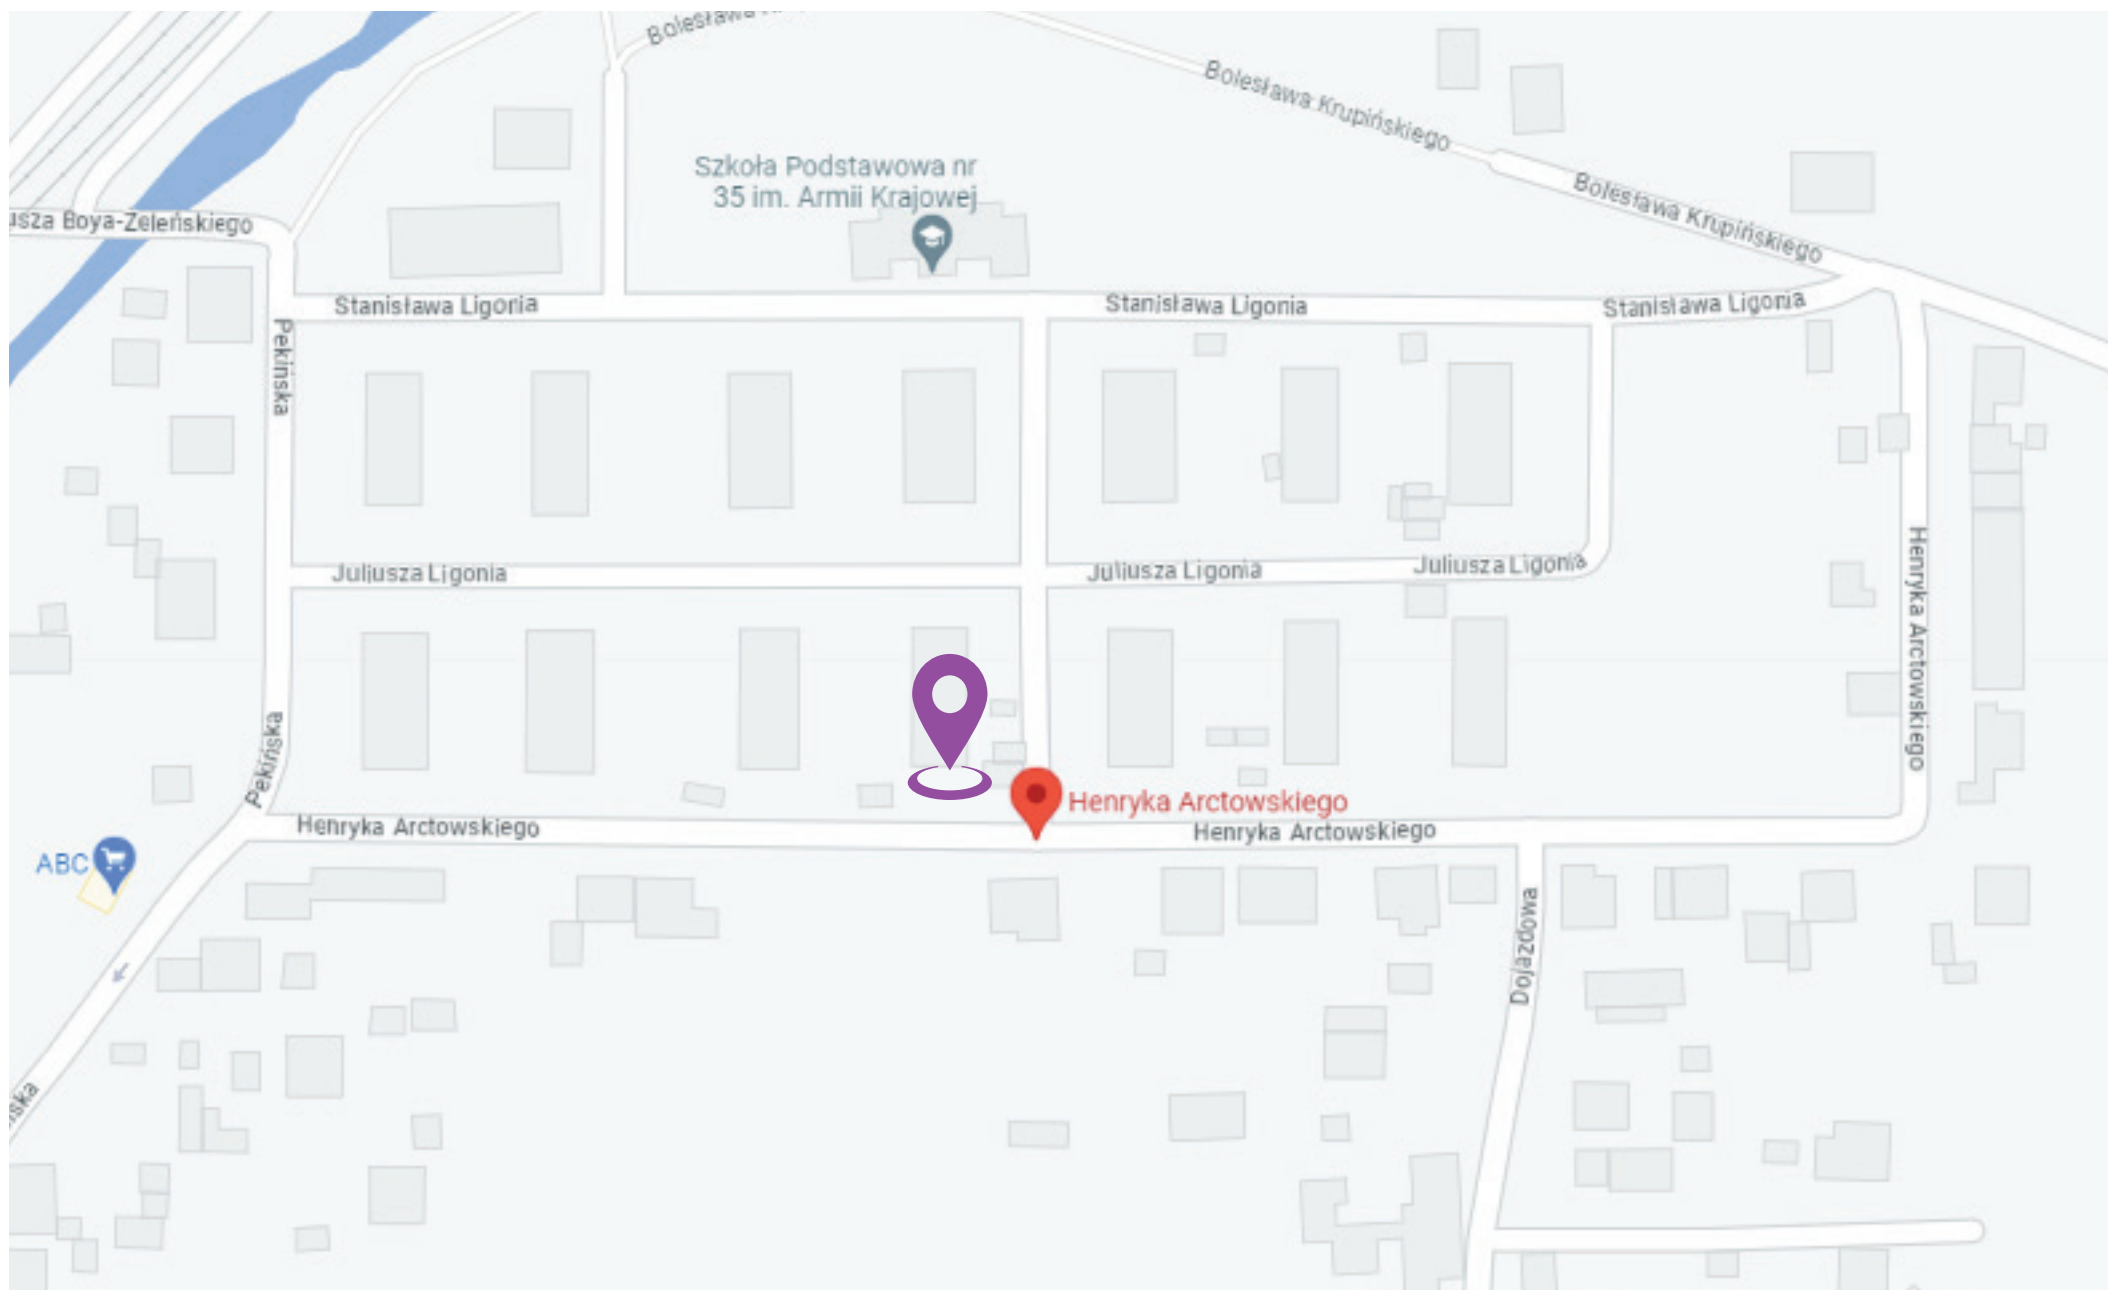 Bolesława
Bolesława Krupińskiego
Szkoła Podstawowa nr
35 im. Armii Krajowej
Bolesława Krupińskiego
usza Boya-Żeleńskiego
Stanisława Ligonia
Stanisława Ligonia
Stanisława Ligonia
Pekińska
Juliusza Ligonia
Juliusza Ligonia
Juliusza Ligonia
Henryka Arctowskiego
Pekińska
Henryka Arctowskiego
Henryka Arctowskiego
Henryka Arctowskiego
ABC
Dojazdowa
ska